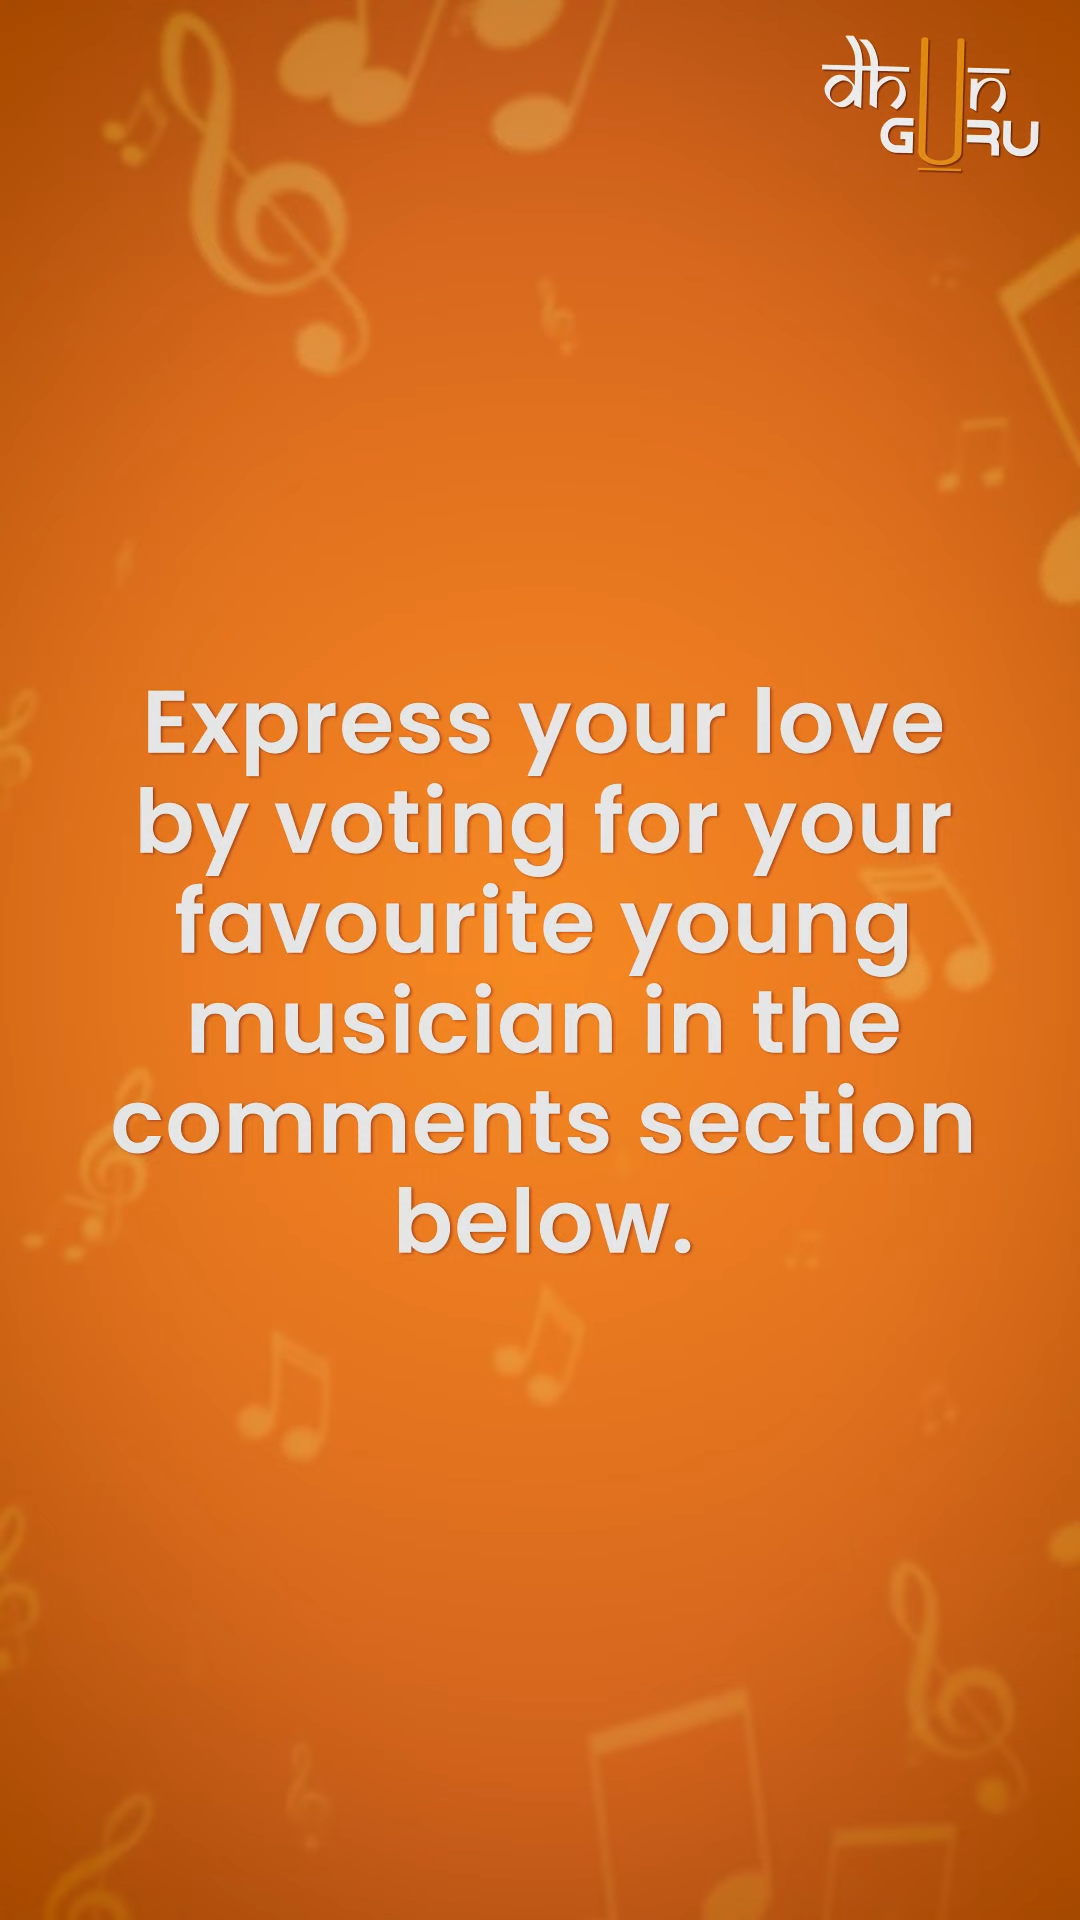 dhUn
GURU
Express your love
by voting for your
favourite young
musician in the
comments section
below.